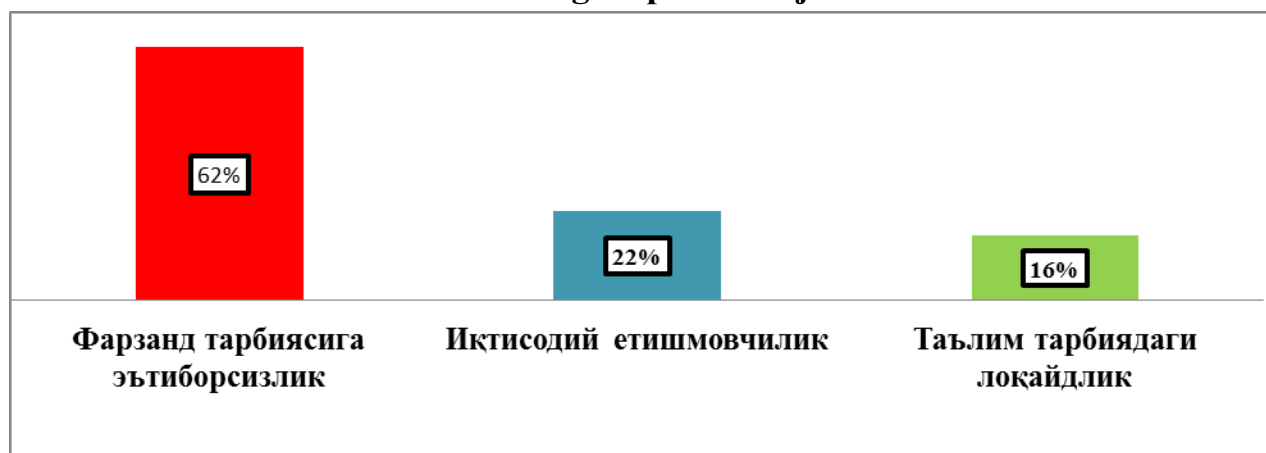 62%
22%
16%
Фарзанд тарбиясига
эътиборсизлик
Иқтисодий етишмовчилик
Таълим тарбиядаги
лоқайдлик